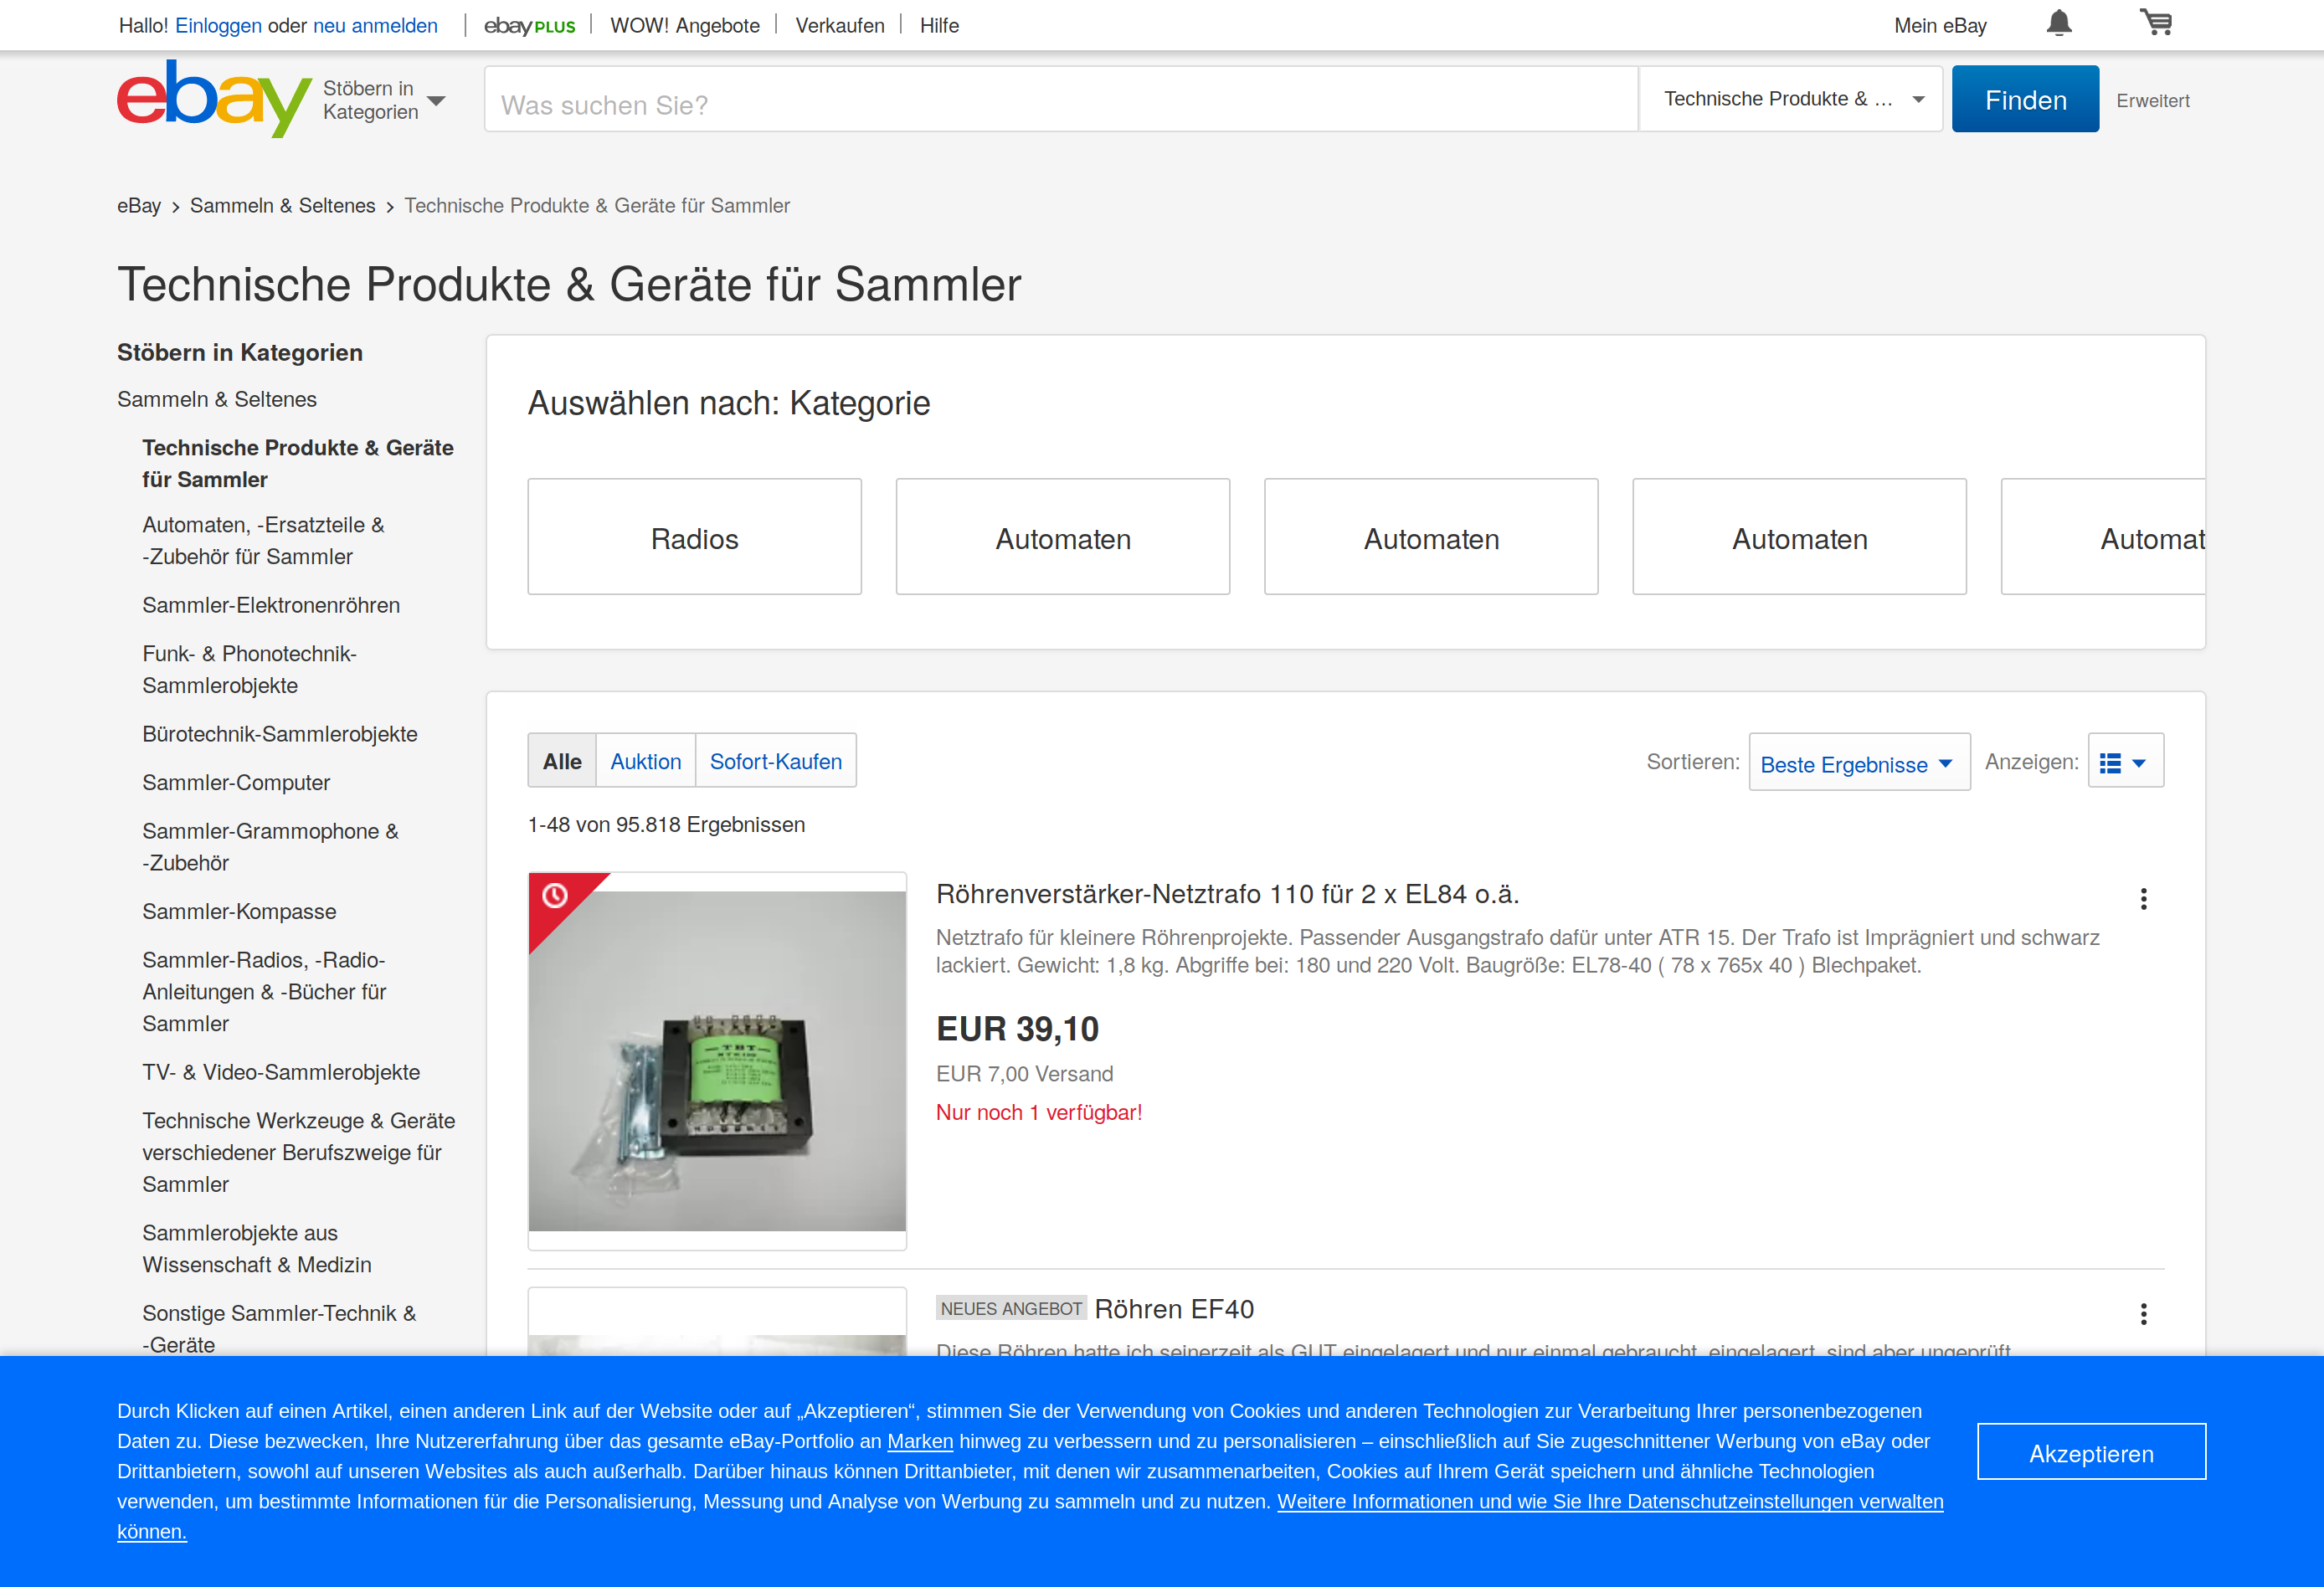 Hallo! Einloggen oder neu anmelden
ebay PLUS
WOW! Angebote
Verkaufen
Hilfe
Mein eBay
ebay
Stöbern in
Kategorien
Was suchen Sie?
Technische Produkte & ...
Finden
Erweitert
eBay > Sammeln & Seltenes > Technische Produkte & Geräte für Sammler
Technische Produkte & Geräte für Sammler
Stöbern in Kategorien
Sammeln & Seltenes
Technische Produkte & Geräte
für Sammler
Automaten, -Ersatzteile &
-Zubehör für Sammler
Sammler-Elektronenröhren
Funk- & Phonotechnik-
Sammlerobjekte
Bürotechnik-Sammlerobjekte
Sammler-Computer
Sammler-Grammophone &
-Zubehör
Sammler-Kompasse
Sammler-Radios, -Radio-
Anleitungen & -Bücher für
Sammler
TV- & Video-Sammlerobjekte
Technische Werkzeuge & Geräte
verschiedener Berufszweige für
Sammler
Sammlerobjekte aus
Wissenschaft & Medizin
Sonstige Sammler-Technik &
-Geräte
Auswählen nach: Kategorie
Radios
Automaten
Automaten
Automaten
Automat
Alle
Auktion
Sofort-Kaufen
Sortieren:
Beste Ergebnisse
Anzeigen:
1-48 von 95.818 Ergebnissen
Röhrenverstärker-Netztrafo 110 für 2 x EL84 o.ä.
Netztrafo für kleinere Röhrenprojekte. Passender Ausgangstrafo dafür unter ATR 15. Der Trafo ist Imprägniert und schwarz
lackiert. Gewicht: 1,8 kg. Abgriffe bei: 180 und 220 Volt. Baugröße: EL78-40 ( 78 x 765x 40 ) Blechpaket.
EUR 39,10
EUR 7,00 Versand
Nur noch 1 verfügbar!
NEUES ANGEBOT Röhren EF40
Diese Röhren hatte ich seinerzeit als GUT eingelagert und nur einmal gebraucht, eingelagert, sind aber ungeprüft
Durch Klicken auf einen Artikel, einen anderen Link auf der Website oder auf „Akzeptieren“, stimmen Sie der Verwendung von Cookies und anderen Technologien zur Verarbeitung Ihrer personenbezogenen
Daten zu. Diese bezwecken, Ihre Nutzererfahrung über das gesamte eBay-Portfolio an Marken hinweg zu verbessern und zu personalisieren – einschließlich auf Sie zugeschnittener Werbung von eBay oder
Drittanbietern, sowohl auf unseren Websites als auch außerhalb. Darüber hinaus können Drittanbieter, mit denen wir zusammenarbeiten, Cookies auf Ihrem Gerät speichern und ähnliche Technologien
verwenden, um bestimmte Informationen für die Personalisierung, Messung und Analyse von Werbung zu sammeln und zu nutzen. Weitere Informationen und wie Sie Ihre Datenschutzeinstellungen verwalten
können.
Akzeptieren